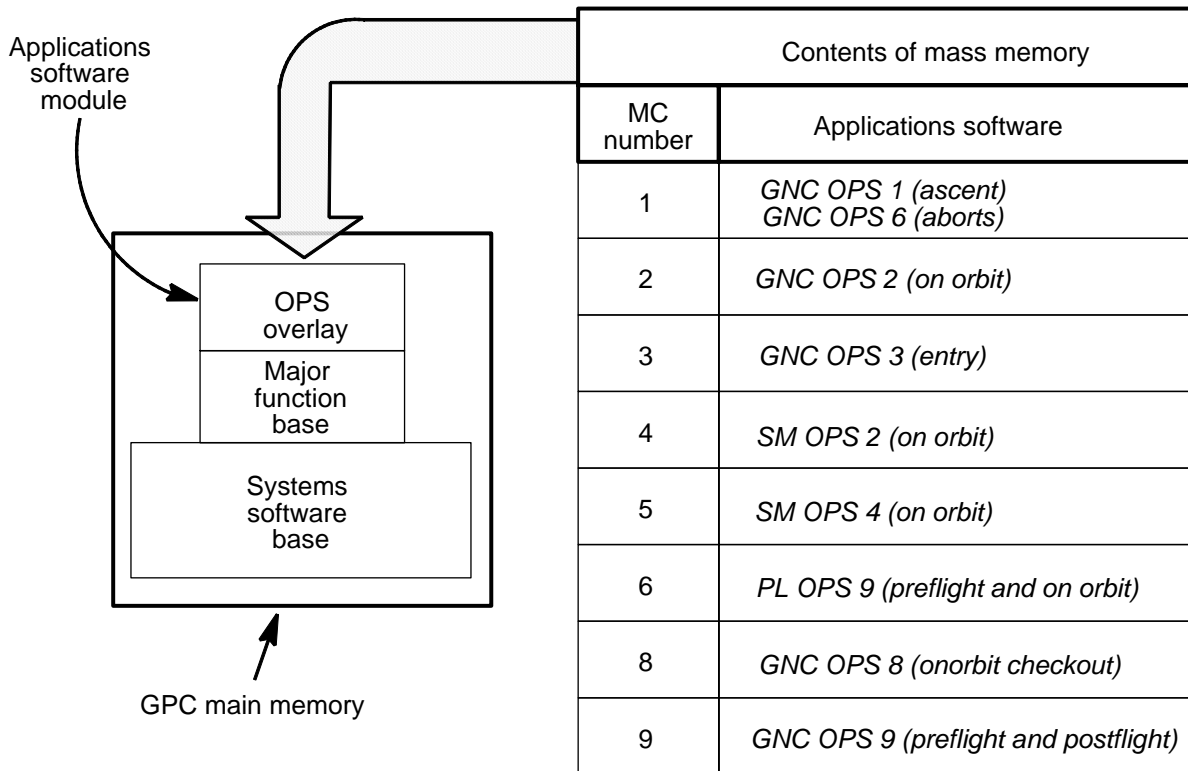 Applications
software
module
OPS
overlay
Major
function
base
Systems
software
base
GPC main memory
Contents of mass memory
MC
number
Applications software
1
GNC OPS 1 (ascent)
GNC OPS 6 (aborts)
2
GNC OPS 2 (on orbit)
3
GNC OPS 3 (entry)
4
SM OPS 2 (on orbit)
5
SM OPS 4 (on orbit)
6
PL OPS 9 (preflight and on orbit)
8
GNC OPS 8 (onorbit checkout)
9
GNC OPS 9 (preflight and postflight)